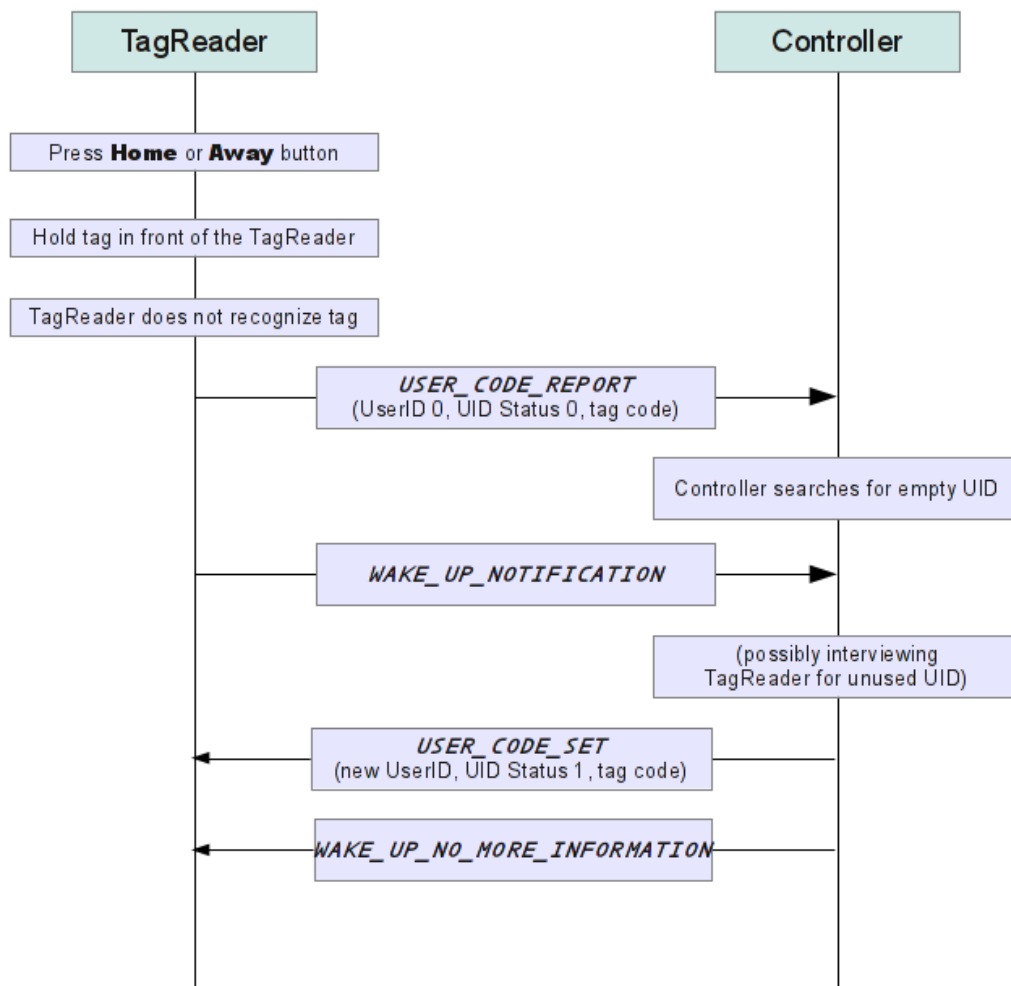 TagReader
Controller
Press Home or Away button
Hold tag in front of the TagReader
TagReader does not recognize tag
USER_CODE_REPORT
(UserID 0, UID Status 0, tag code)
Controller searches for empty UID
WAKE_UP_NOTIFICATION
(possibly interviewing
TagReader for unused UID)
USER_CODE_SET
(new UserID, UID Status 1, tag code)
WAKE_UP_NO_MORE_INFORMATION